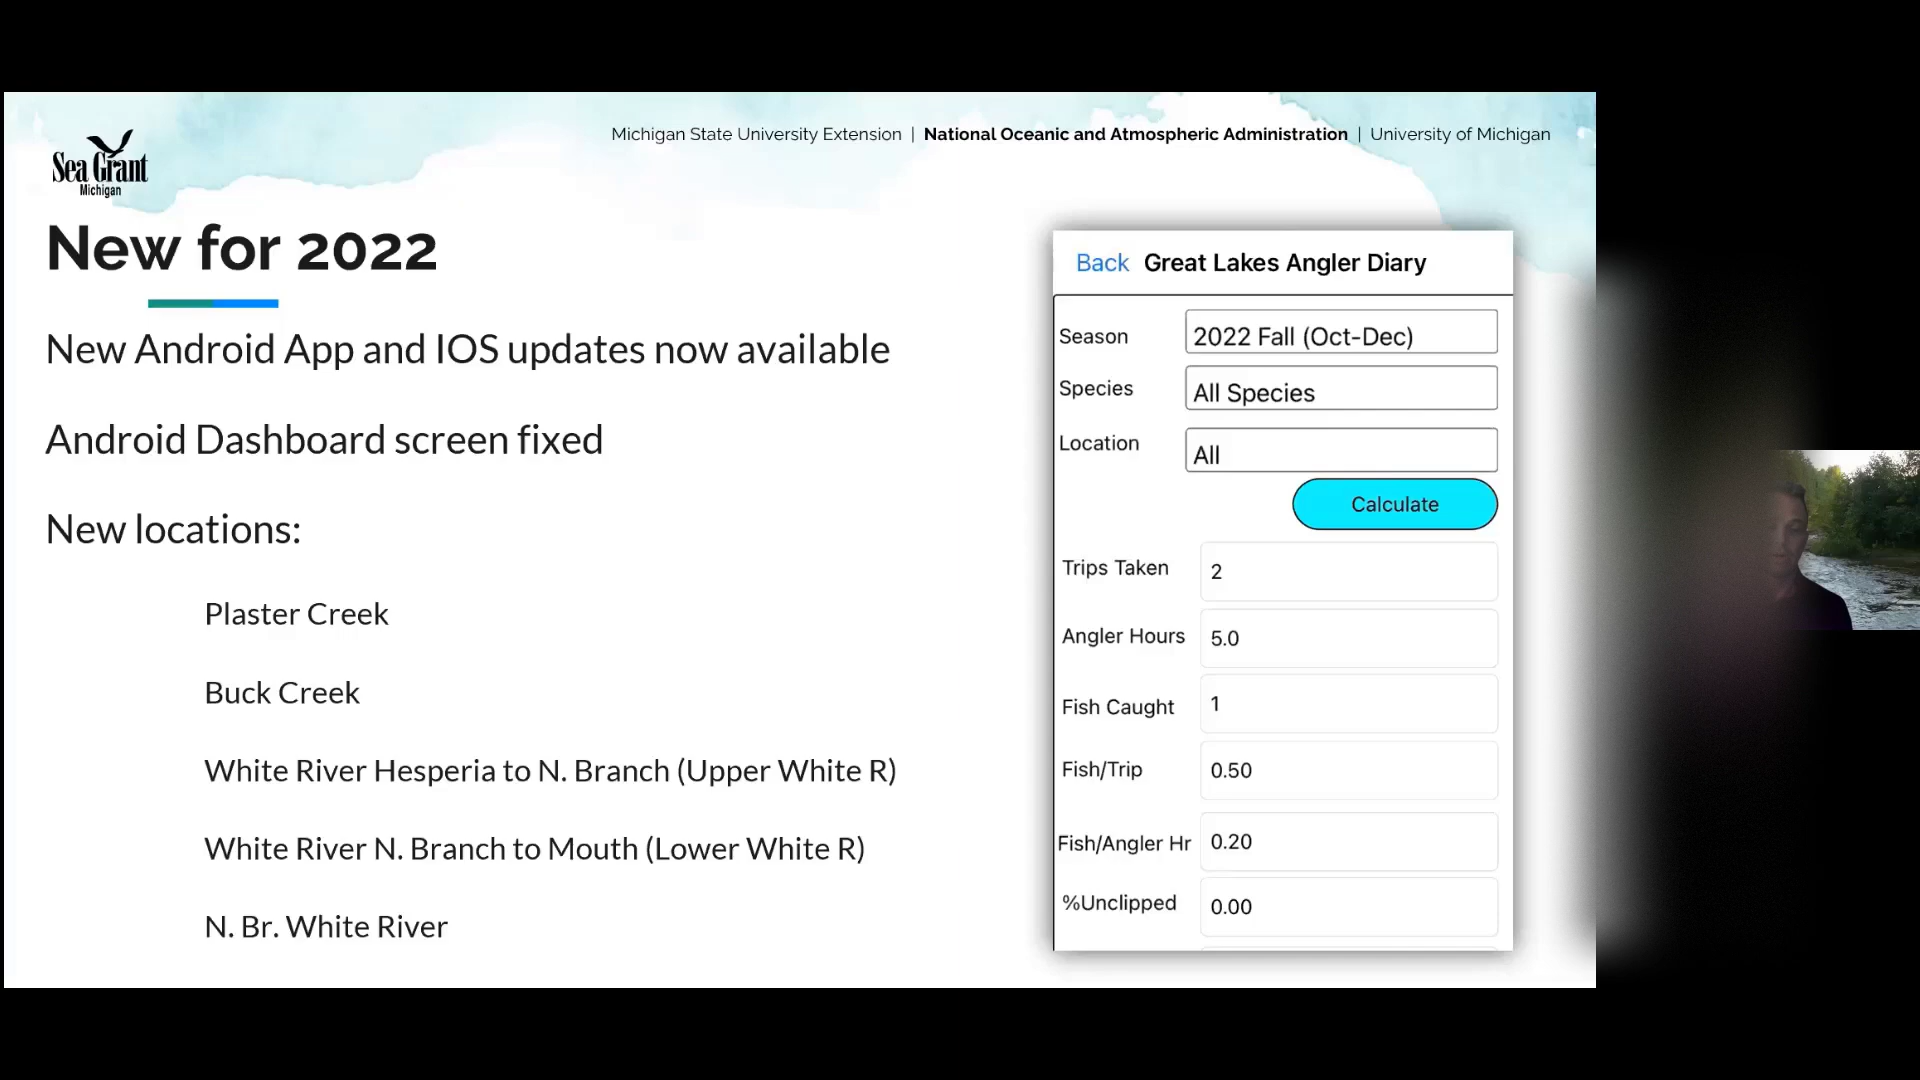 Sea Grant
Michigan
Michigan State University Extension | National Oceanic and Atmospheric Administration | University of Michigan
New for 2022
New Android App and IOS updates now available
Android Dashboard screen fixed
New locations:
Plaster Creek
Buck Creek
White River Hesperia to N. Branch (Upper White R)
White River N. Branch to Mouth (Lower White R)
N. Br. White River
Back Great Lakes Angler Diary
Season 2022 Fall (Oct-Dec)
Species All Species
Location All
Calculate
Trips Taken 2
Angler Hours 5.0
Fish Caught 1
Fish/Trip 0.50
Fish/Angler Hr 0.20
%Unclipped 0.00